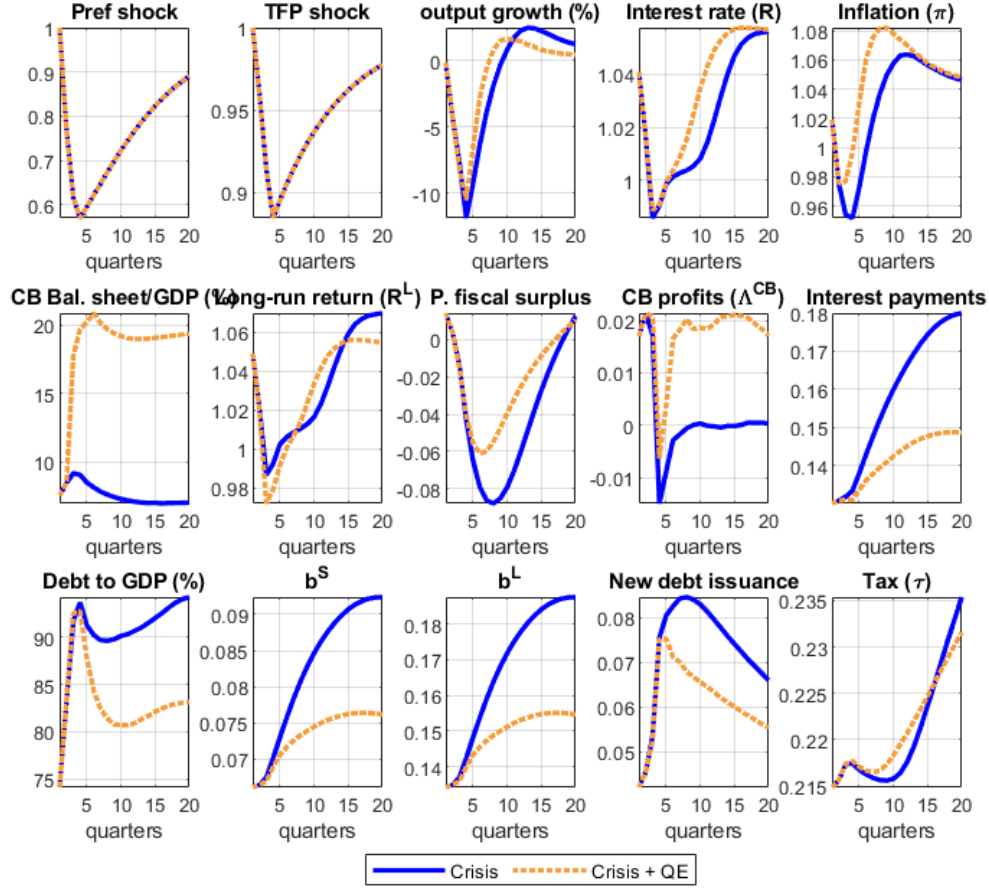 Pref shock
TFP shock
output growth (%)
Interest rate (R)
Inflation (π)
1
0.9
0.8
0.7
0.6
5 10 15 20
quarters
1
0.95
0.9
5 10 15 20
quarters
0
-5
-10
5 10 15 20
quarters
1.04
1.02
1
5 10 15 20
quarters
1.08
1.06
1.04
1.02
1
0.98
0.96
5 10 15 20
quarters
CB Bal. sheet/GDP (%)
Long-run return (R^L)
P. fiscal surplus
CB profits (Λ^CB)
Interest payments
20
15
10
5 10 15 20
quarters
1.06
1.04
1.02
1
0.98
5 10 15 20
quarters
0
-0.02
-0.04
-0.06
-0.08
5 10 15 20
quarters
0.02
0.01
0
-0.01
5 10 15 20
quarters
0.18
0.17
0.16
0.15
0.14
5 10 15 20
quarters
Debt to GDP (%)
b^S
b^L
New debt issuance
Tax (τ)
90
85
80
75
5 10 15 20
quarters
0.09
0.085
0.08
0.075
0.07
5 10 15 20
quarters
0.18
0.17
0.16
0.15
0.14
5 10 15 20
quarters
0.08
0.07
0.06
0.05
5 10 15 20
quarters
0.235
0.23
0.225
0.22
0.215
5 10 15 20
quarters
Crisis
Crisis + QE